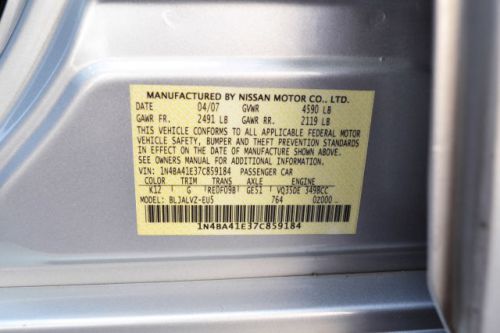 MANUFACTURED BY NISSAN MOTOR CO., LTD.
DATE 04/07 GVWR 4590 LB
GAWR FR. 2491 LB GAWR RR. 2119 LB
THIS VEHICLE CONFORMS TO ALL APPLICABLE FEDERAL MOTOR
VEHICLE SAFETY, BUMPER AND THEFT PREVENTION STANDARDS
IN EFFECT ON THE DATE OF MANUFACTURE SHOWN ABOVE.
SEE OWNERS MANUAL FOR ADDITIONAL INFORMATION
VIN: 1N4BA41E37C859184 PASSENGER CAR
COLOR TRIM TRANS AXLE ENGINE
K12 G RE0F09B GE51 VQ35DE 3498CC
MODEL: BLJALVZ-EU5 764 02000
1N4BA41E37C859184